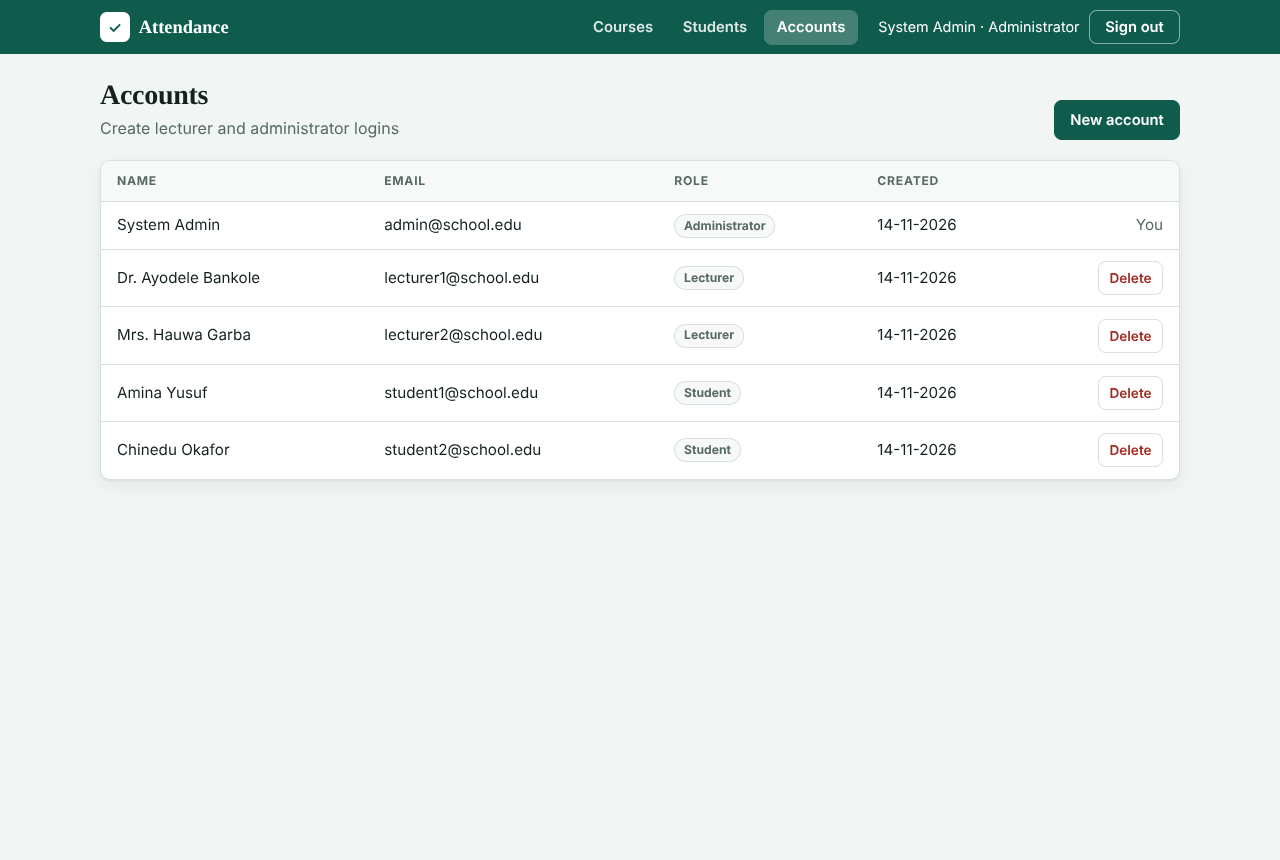 Attendance Courses Students Accounts System Admin · Administrator Sign out
Accounts
Create lecturer and administrator logins
New account
NAME EMAIL ROLE CREATED
System Admin admin@school.edu Administrator 14-11-2026 You
Dr. Ayodele Bankole lecturer1@school.edu Lecturer 14-11-2026 Delete
Mrs. Hauwa Garba lecturer2@school.edu Lecturer 14-11-2026 Delete
Amina Yusuf student1@school.edu Student 14-11-2026 Delete
Chinedu Okafor student2@school.edu Student 14-11-2026 Delete